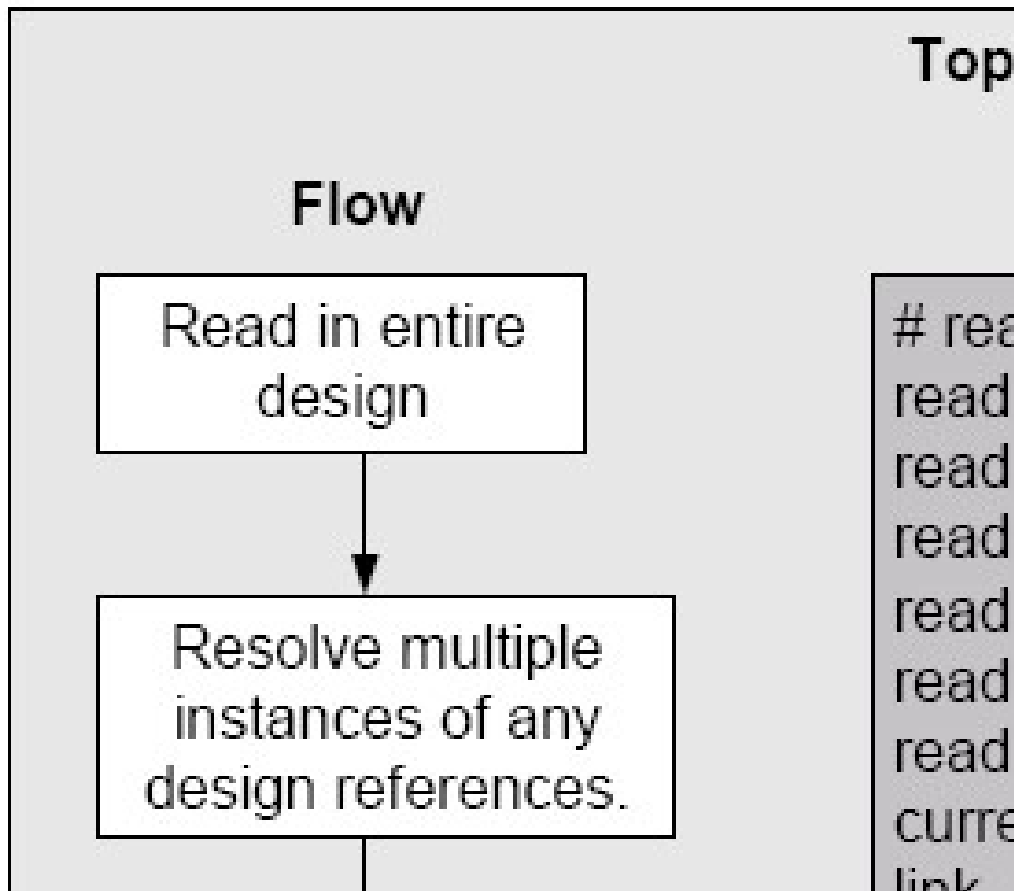 Top
Flow
Read in entire
design
Resolve multiple
instances of any
design references.
# rea
read
read
read
read
read
read
curre
link